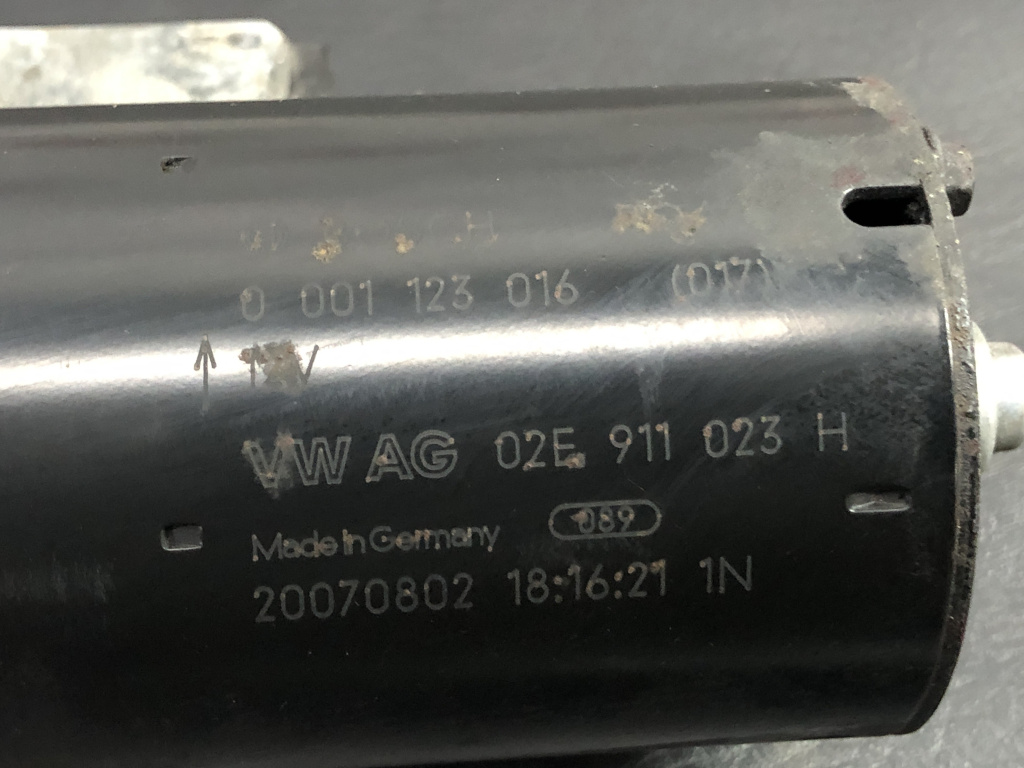 0 001 123 016 (017)
VW AG 02E 911 023 H
Made in Germany 089
20070802 18:16:21 1N